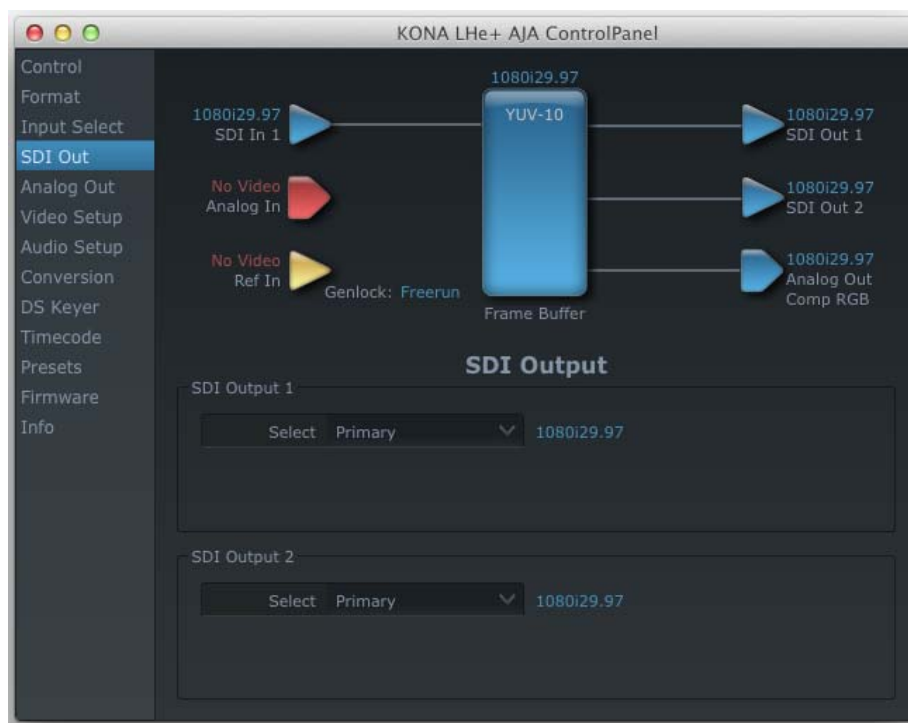 KONA LHe+ AJA ControlPanel
Control
Format
Input Select
SDI Out
Analog Out
Video Setup
Audio Setup
Conversion
DS Keyer
Timecode
Presets
Firmware
Info
1080i29.97
YUV-10
Frame Buffer
1080i29.97
SDI In 1
No Video
Analog In
No Video
Ref In
Genlock: Freerun
1080i29.97
SDI Out 1
1080i29.97
SDI Out 2
1080i29.97
Analog Out
Comp RGB
SDI Output
SDI Output 1
Select Primary 1080i29.97
SDI Output 2
Select Primary 1080i29.97